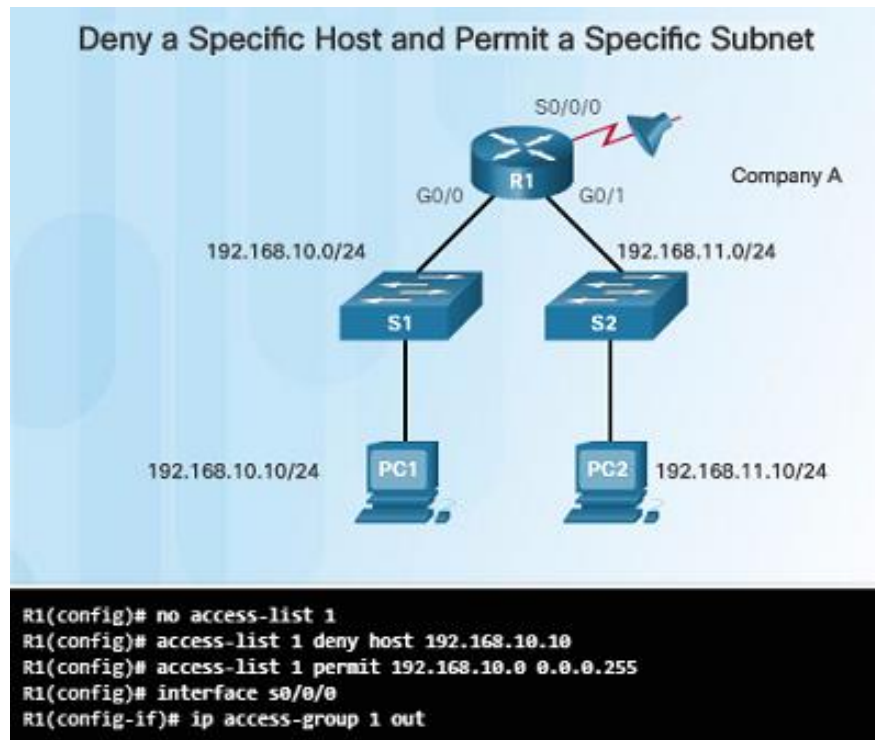 Deny a Specific Host and Permit a Specific Subnet
S0/0/0
R1
Company A
G0/0
G0/1
192.168.10.0/24
192.168.11.0/24
S1
S2
192.168.10.10/24
PC1
PC2
192.168.11.10/24
R1(config)# no access-list 1
R1(config)# access-list 1 deny host 192.168.10.10
R1(config)# access-list 1 permit 192.168.10.0 0.0.0.255
R1(config)# interface s0/0/0
R1(config-if)# ip access-group 1 out